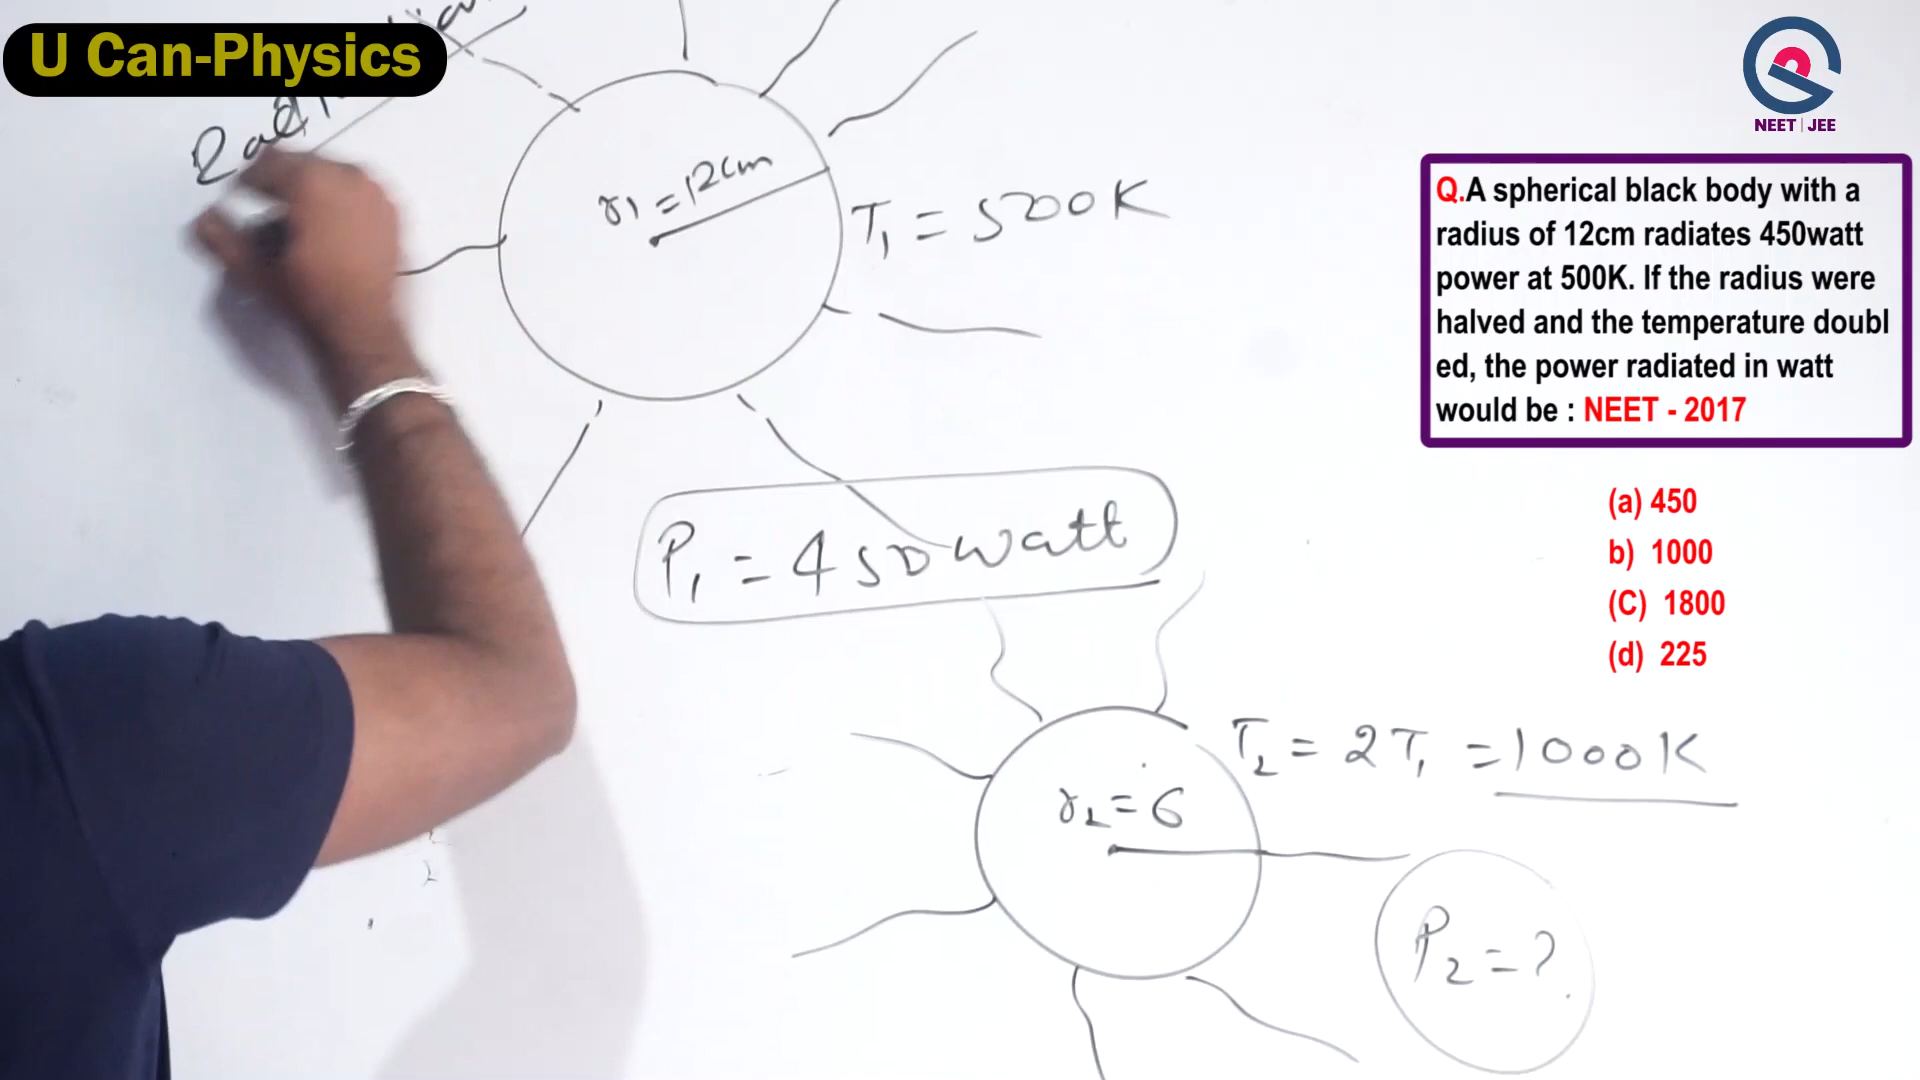 U Can-Physics
NEET | JEE
r1 = 12cm
T1 = 500K
Q.A spherical black body with a
radius of 12cm radiates 450watt
power at 500K. If the radius were
halved and the temperature doubl
ed, the power radiated in watt
would be : NEET - 2017
(a) 450
b) 1000
(C) 1800
(d) 225
P1 = 450 watt
T2 = 2T1 = 1000K
r2 = 6
P2 = ?